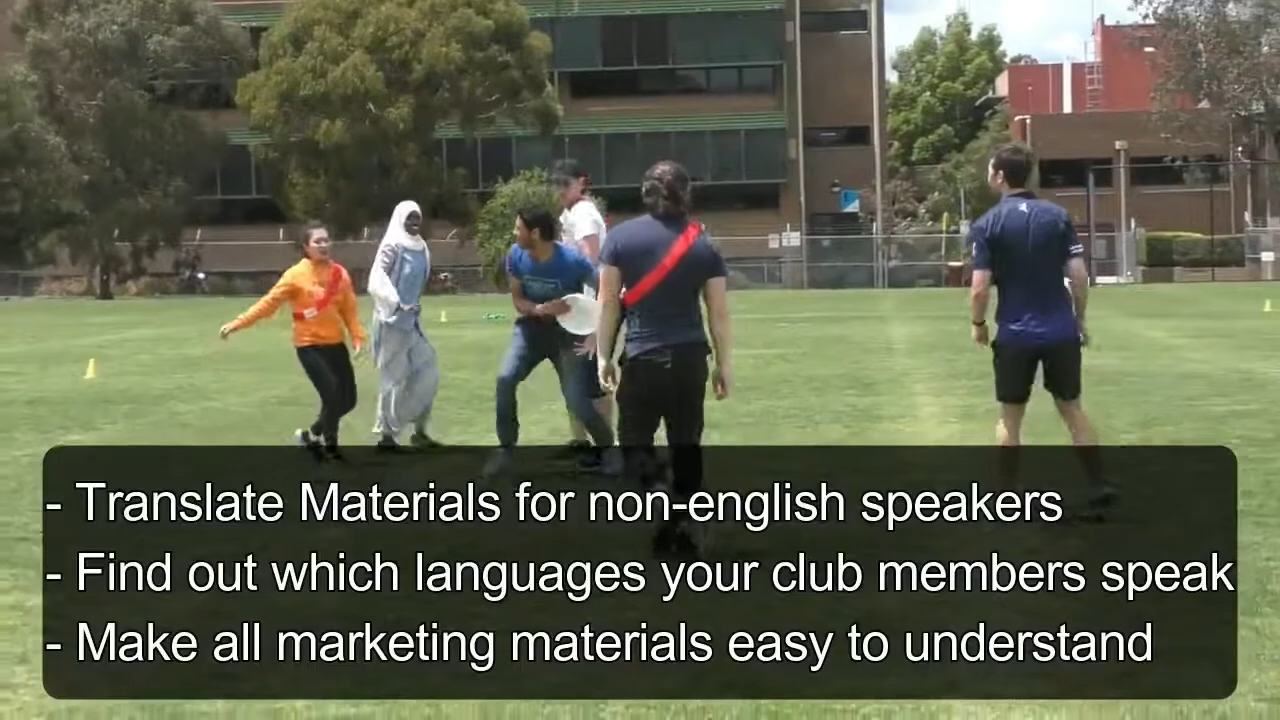 - Translate Materials for non-english speakers
- Find out which languages your club members speak
- Make all marketing materials easy to understand